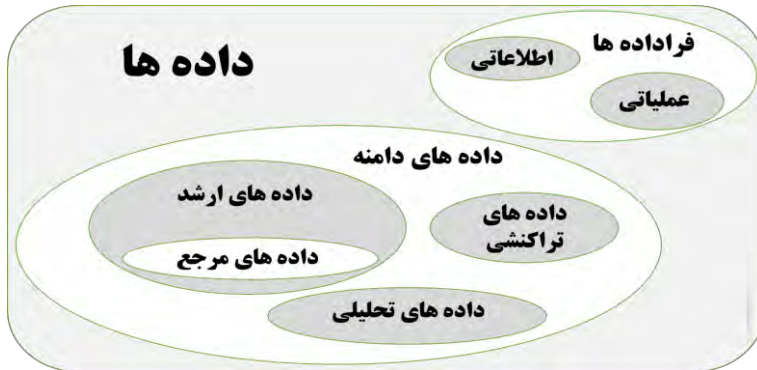 داده ها
فراداده ها
اطلاعاتی
عملیاتی
داده های دامنه
داده های ارشد
داده های مرجع
داده های
تراکنشی
داده های تحلیلی